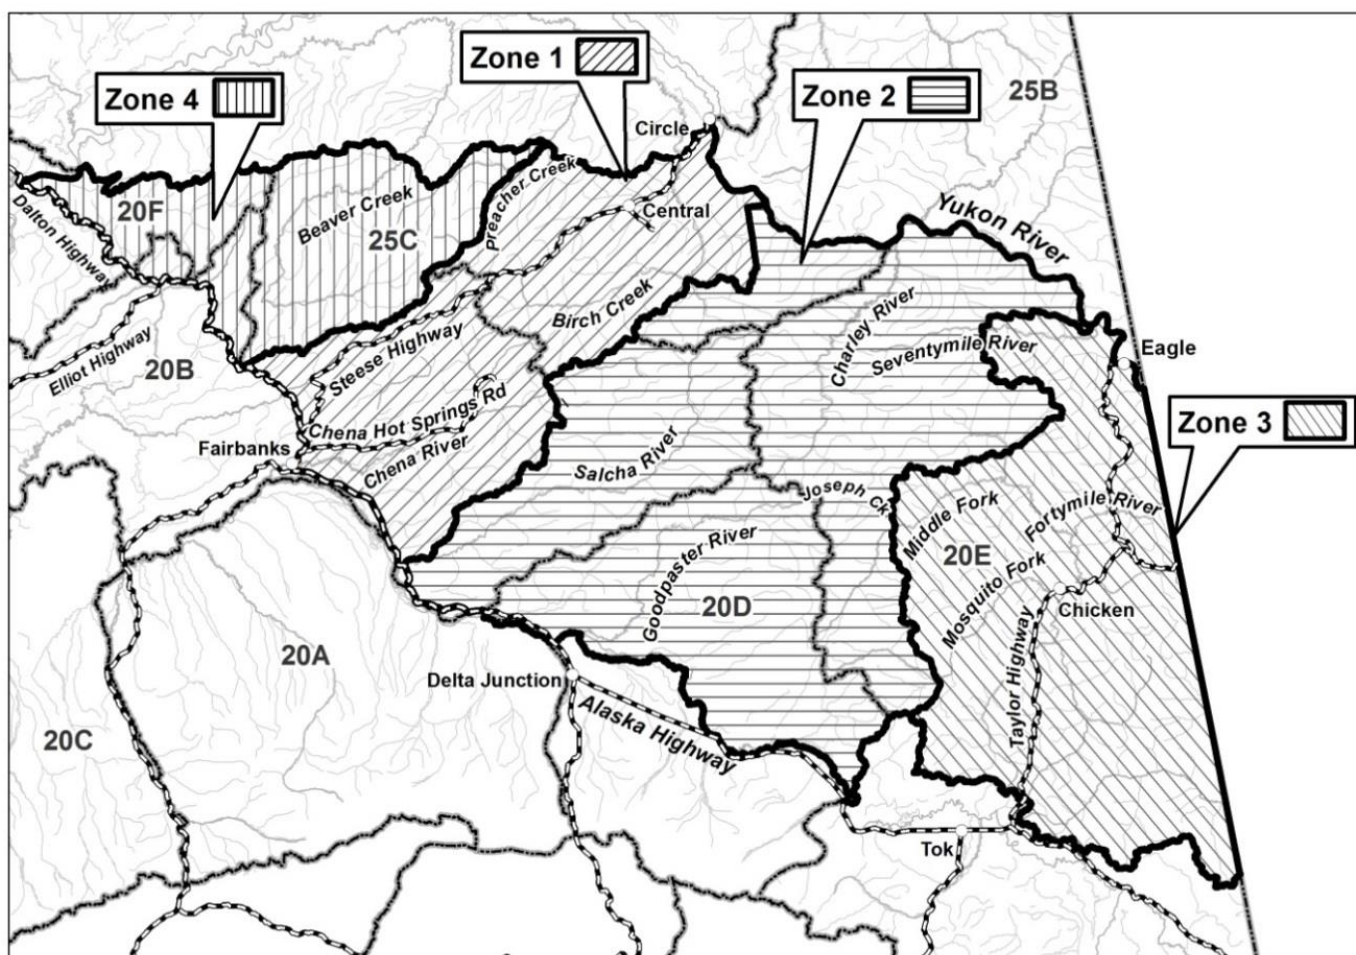 Zone 1
Zone 4
Zone 2
25B
Circle
Preacher Creek
20F
Beaver Creek
Central
Yukon River
Dalton Highway
25C
Birch Creek
Charley River
Steese Highway
Seventymile River
Eagle
Elliot Highway
20B
Chena Hot Springs Rd
Zone 3
Fairbanks
Chena River
Salcha River
Joseph Ck
Middle Fork
Fortymile River
20E
Goodpaster River
Mosquito Fork
20D
Chicken
20A
Delta Junction
Taylor Highway
Alaska Highway
20C
Tok